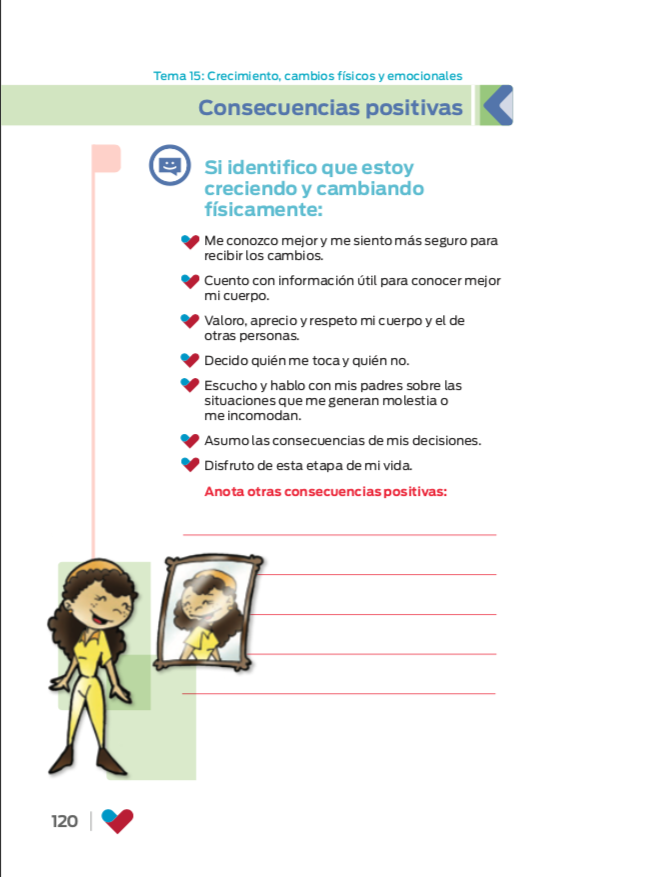 Tema 15: Crecimiento, cambios físicos y emocionales
Consecuencias positivas
Si identifico que estoy
creciendo y cambiando
físicamente:
Me conozco mejor y me siento más seguro para
recibir los cambios.
Cuento con información útil para conocer mejor
mi cuerpo.
Valoro, aprecio y respeto mi cuerpo y el de
otras personas.
Decido quién me toca y quién no.
Escucho y hablo con mis padres sobre las
situaciones que me generan molestia o
me incomodan.
Asumo las consecuencias de mis decisiones.
Disfruto de esta etapa de mi vida.
Anota otras consecuencias positivas:
120